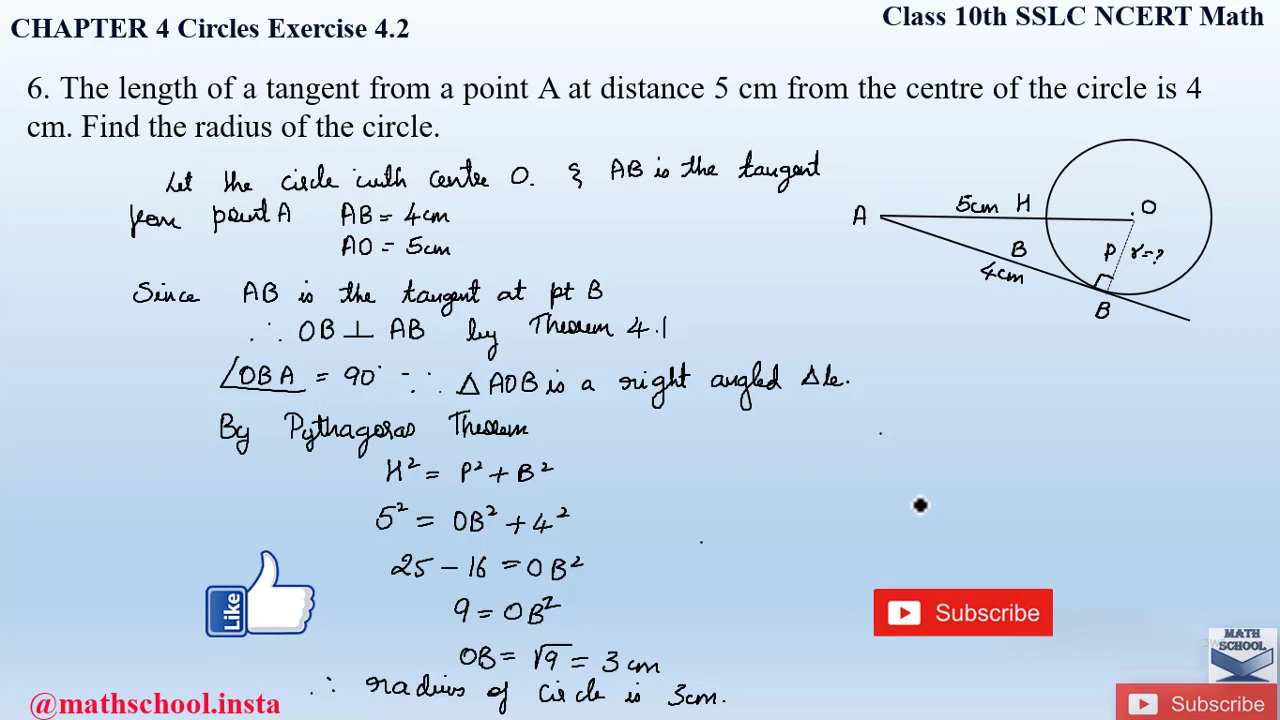 CHAPTER 4 Circles Exercise 4.2
Class 10th SSLC NCERT Math
6. The length of a tangent from a point A at distance 5 cm from the centre of the circle is 4
cm. Find the radius of the circle.
Let the circle with centre O. & AB is the tangent
from point A AB = 4cm
AO = 5cm
Since AB is the tangent at pt B
∴ OB ⊥ AB by Theorem 4.1
∠OBA = 90° ∴ △AOB is a right angled △le.
By Pythagoras Theorem
H² = P² + B²
5² = OB² + 4²
25 - 16 = OB²
9 = OB²
OB = √9 = 3 cm
∴ radius of circle is 3cm.
A
5cm H
O
B
4cm
P
r=?
B
Like
Subscribe
MATH
SCHOOL
@mathschool.insta
Subscribe